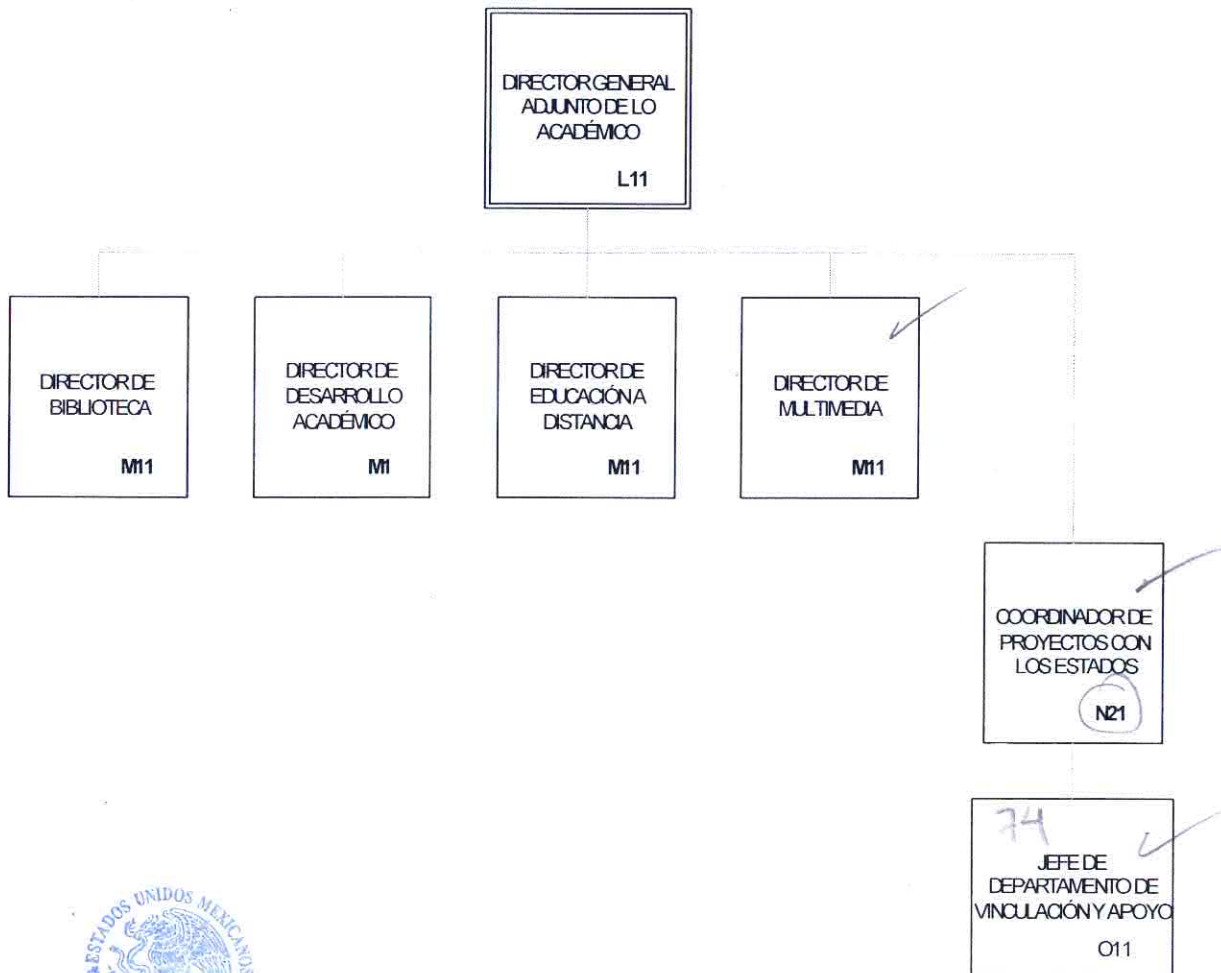 DIRECTOR GENERAL
ADJUNTO DE LO
ACADÉMICO
L11
DIRECTOR DE
BIBLIOTECA
M11
DIRECTOR DE
DESARROLLO
ACADÉMICO
M1
DIRECTOR DE
EDUCACIÓN A
DISTANCIA
M11
DIRECTOR DE
MULTIMEDIA
M11
COORDINADOR DE
PROYECTOS CON
LOS ESTADOS
N21
74
JEFE DE
DEPARTAMENTO DE
VINCULACIÓN Y APOYO
O11
ESTADOS UNIDOS MEXICANOS